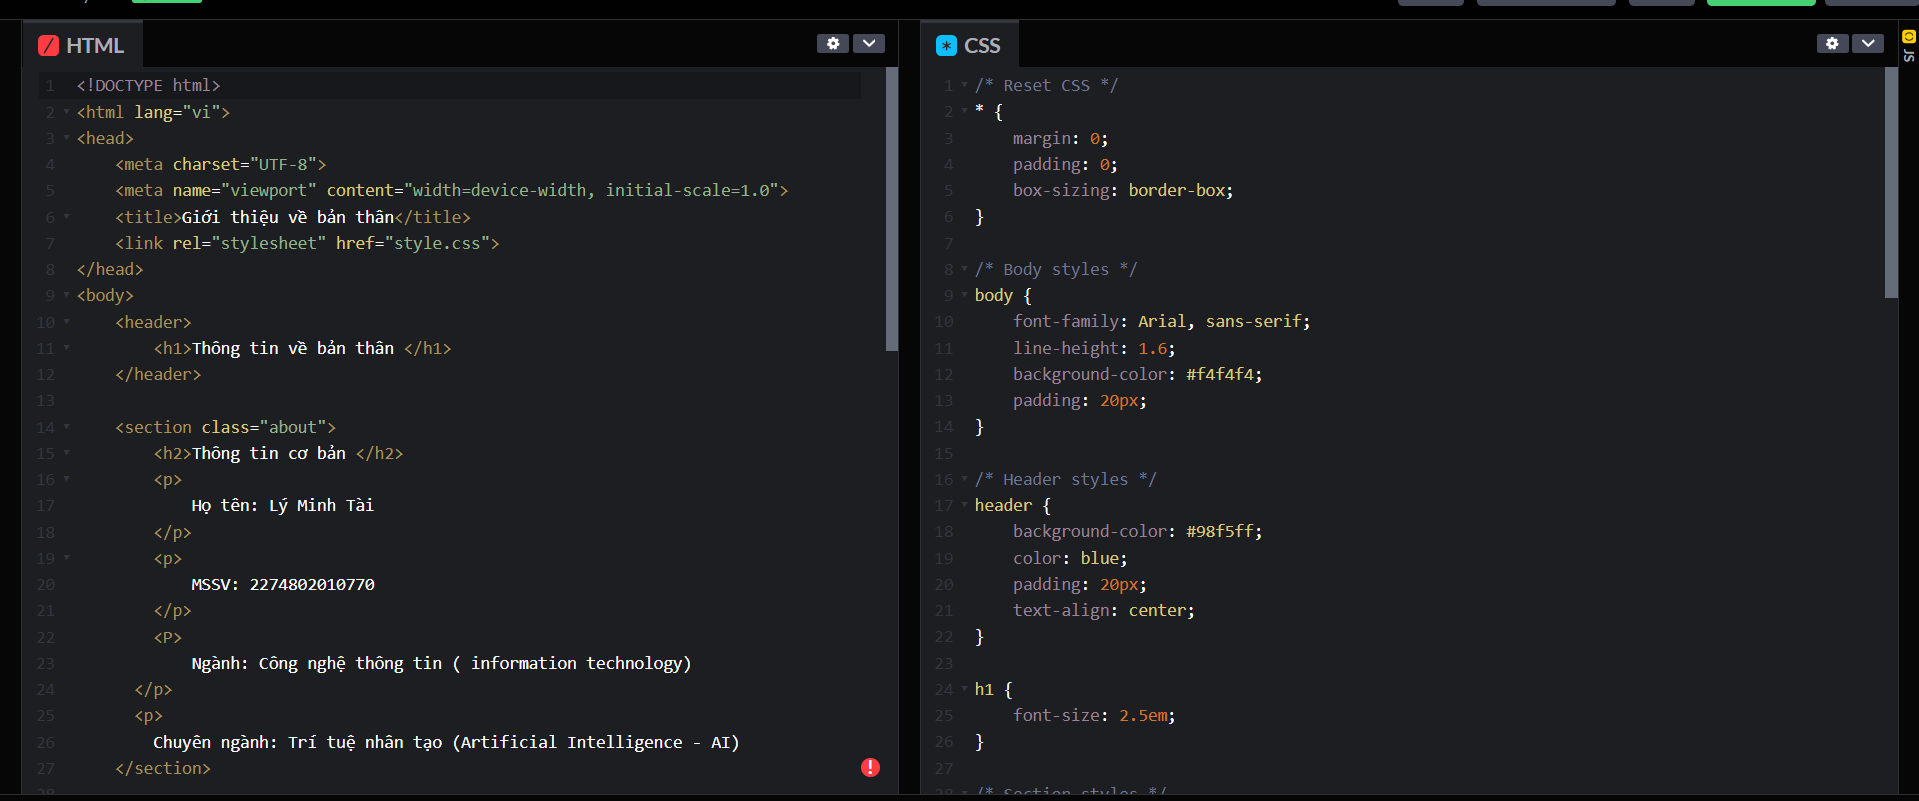 HTML
1 <!DOCTYPE html>
2 <html lang="vi">
3 <head>
4 <meta charset="UTF-8">
5 <meta name="viewport" content="width=device-width, initial-scale=1.0">
6 <title>Giới thiệu về bản thân</title>
7 <link rel="stylesheet" href="style.css">
8 </head>
9 <body>
10 <header>
11 <h1>Thông tin về bản thân </h1>
12 </header>
13
14 <section class="about">
15 <h2>Thông tin cơ bản </h2>
16 <p>
17 Họ tên: Lý Minh Tài
18 </p>
19 <p>
20 MSSV: 2274802010770
21 </p>
22 <P>
23 Ngành: Công nghệ thông tin ( information technology)
24 </p>
25 <p>
26 Chuyên ngành: Trí tuệ nhân tạo (Artificial Intelligence - AI)
27 </section>
28
CSS
1 /* Reset CSS */
2 * {
3 margin: 0;
4 padding: 0;
5 box-sizing: border-box;
6 }
7
8 /* Body styles */
9 body {
10 font-family: Arial, sans-serif;
11 line-height: 1.6;
12 background-color: #f4f4f4;
13 padding: 20px;
14 }
15
16 /* Header styles */
17 header {
18 background-color: #98f5ff;
19 color: blue;
20 padding: 20px;
21 text-align: center;
22 }
23
24 h1 {
25 font-size: 2.5em;
26 }
27
28 /* Section styles */
JS